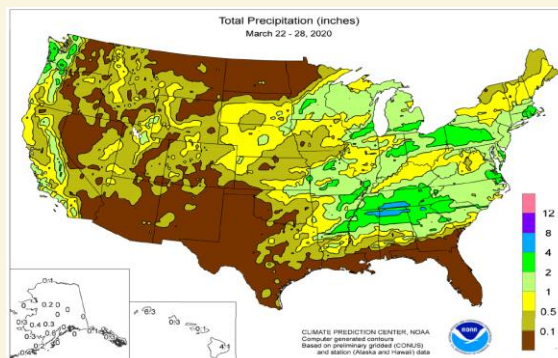 Total Precipitation (inches)
March 22 - 28, 2020
12
8
4
2
1
0.5
0.1
CLIMATE PREDICTION CENTER, NOAA
Computer generated contours
Based on preliminary gridded (CONUS)
and station (Alaska and Hawaii) data